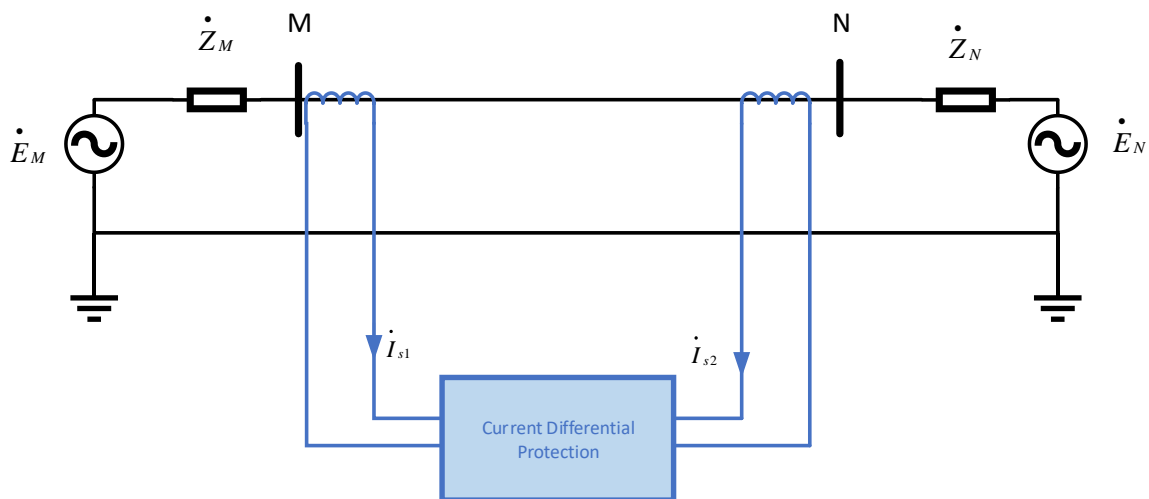 M
N
Ż_M
Ż_N
Ė_M
Ė_N
İ_s1
İ_s2
Current Differential
Protection